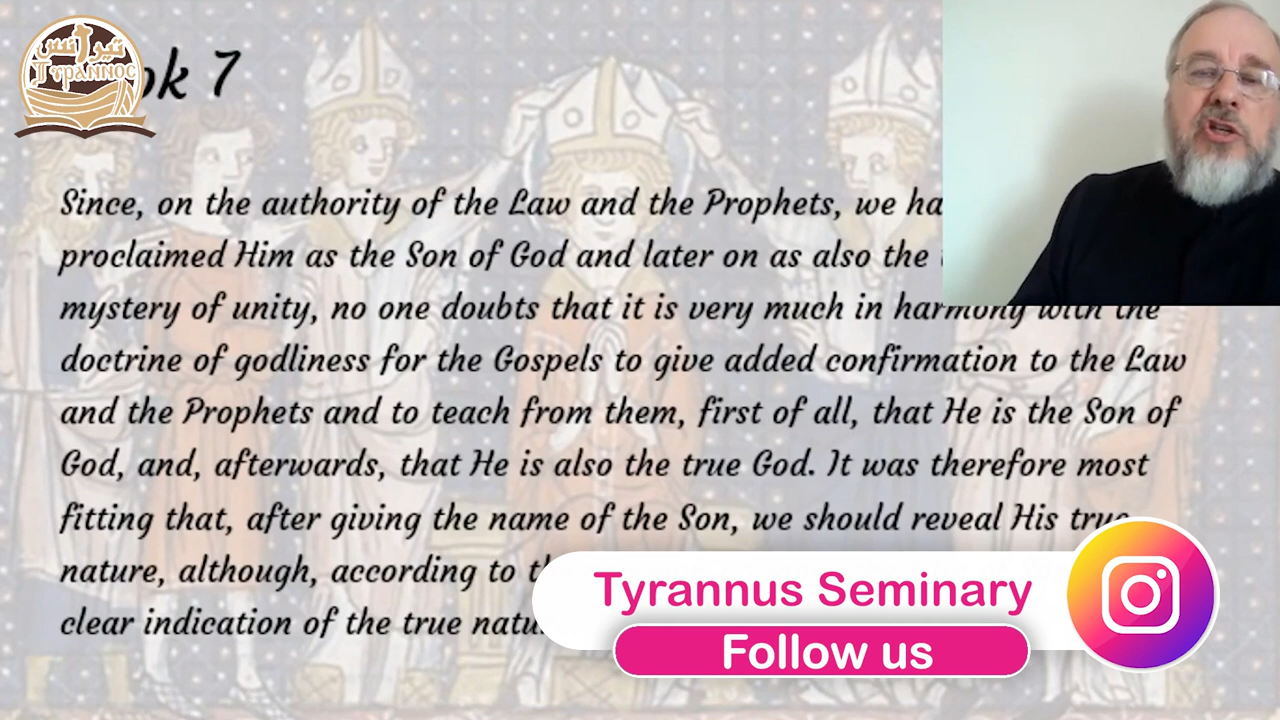 تيرانس
Τυραννος
ok 7
Since, on the authority of the Law and the Prophets, we ha
proclaimed Him as the Son of God and later on as also the
mystery of unity, no one doubts that it is very much in harmony with the
doctrine of godliness for the Gospels to give added confirmation to the Law
and the Prophets and to teach from them, first of all, that He is the Son of
God, and, afterwards, that He is also the true God. It was therefore most
fitting that, after giving the name of the Son, we should reveal His true
nature, although, according to th
clear indication of the true natu
Tyrannus Seminary
Follow us